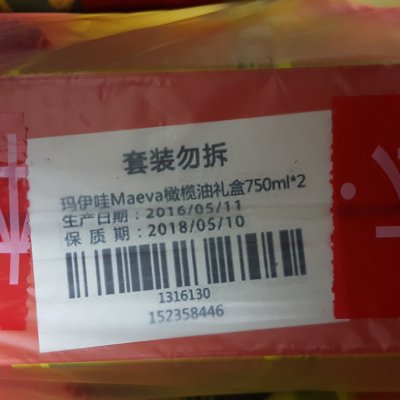 套装勿拆
玛伊哇Maeva橄榄油礼盒750ml*2
生产日期：2016/05/11
保 质 期：2018/05/10
1316130
152358446